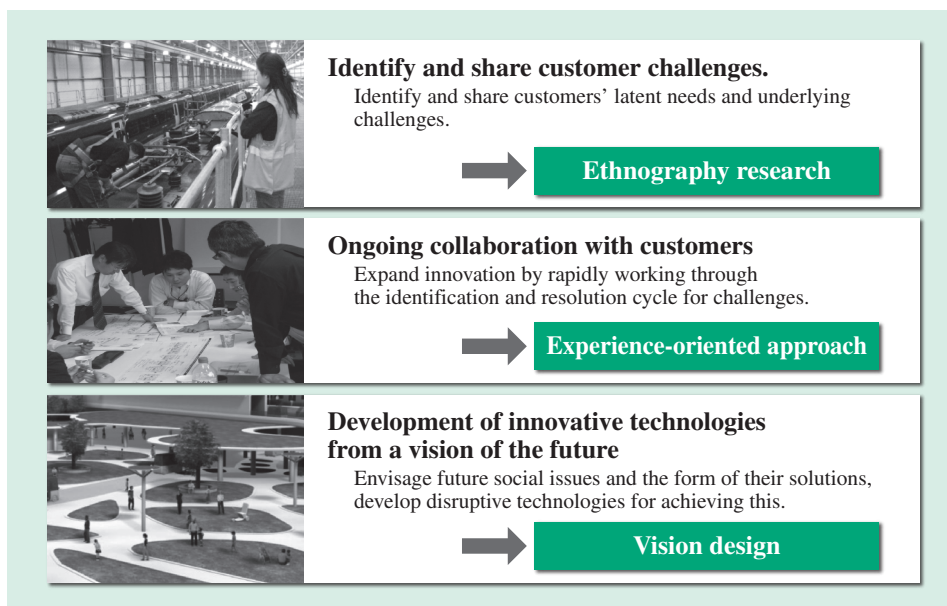 Identify and share customer challenges.
Identify and share customers’ latent needs and underlying
challenges.
Ethnography research
Ongoing collaboration with customers
Expand innovation by rapidly working through
the identification and resolution cycle for challenges.
Experience-oriented approach
Development of innovative technologies
from a vision of the future
Envisage future social issues and the form of their solutions,
develop disruptive technologies for achieving this.
Vision design